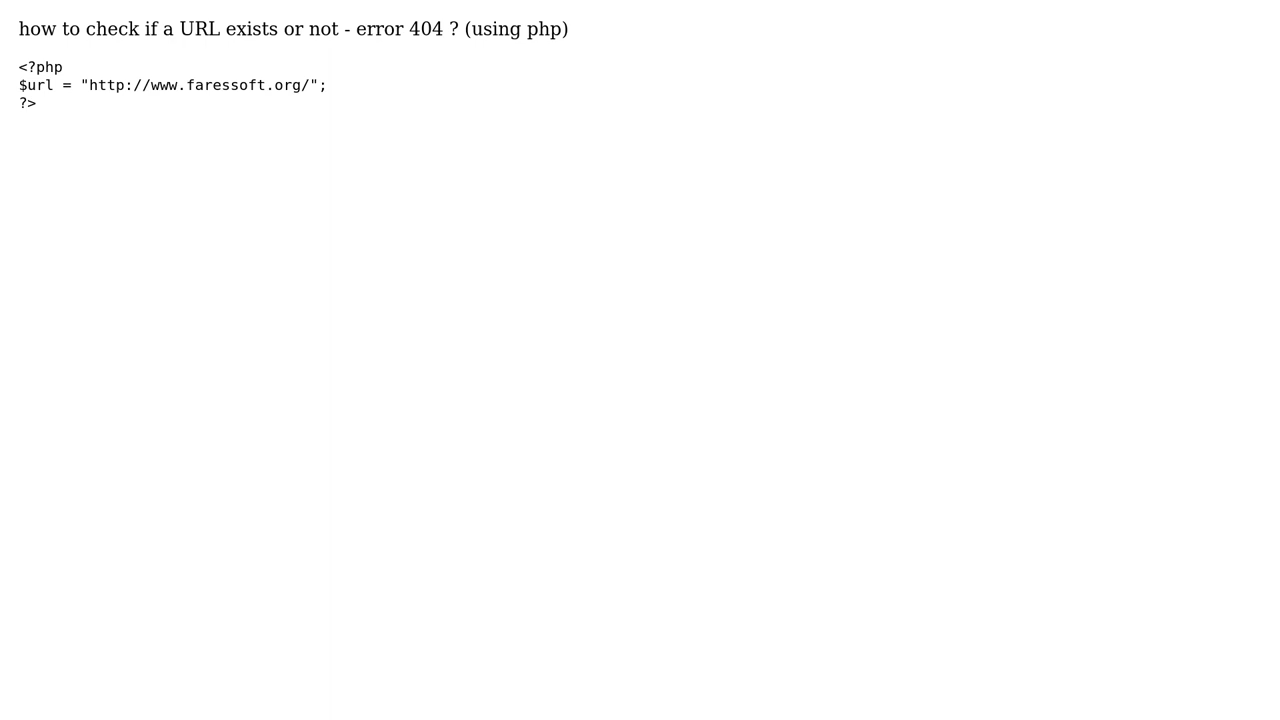 how to check if a URL exists or not - error 404 ? (using php)
<?php
$url = "http://www.faressoft.org/";
?>